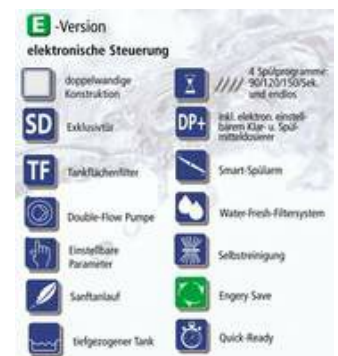 E -Version
elektronische Steuerung
doppelwandige
Konstruktion
4 Spülprogramme:
90/120/150/Sek.
und endlos
SD Exklusivtür
DP+ inkl. elektron. einstell-
barem Klar- u. Spül-
mitteldosierer
TF Tankflächenfilter
Smart-Spülarm
Double-Flow Pumpe
Water-Fresh-Filtersystem
Einstellbare
Parameter
Selbstreinigung
Sanftanlauf
Engery Save
tiefgezogener Tank
Quick-Ready